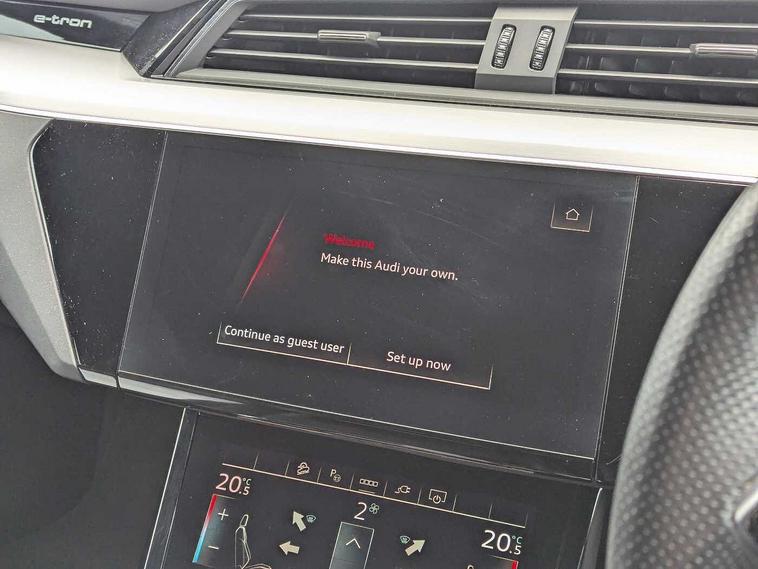 e-tron
Welcome
Make this Audi your own.
Continue as guest user
Set up now
20.5 °C
2
20.5 °C
+
-